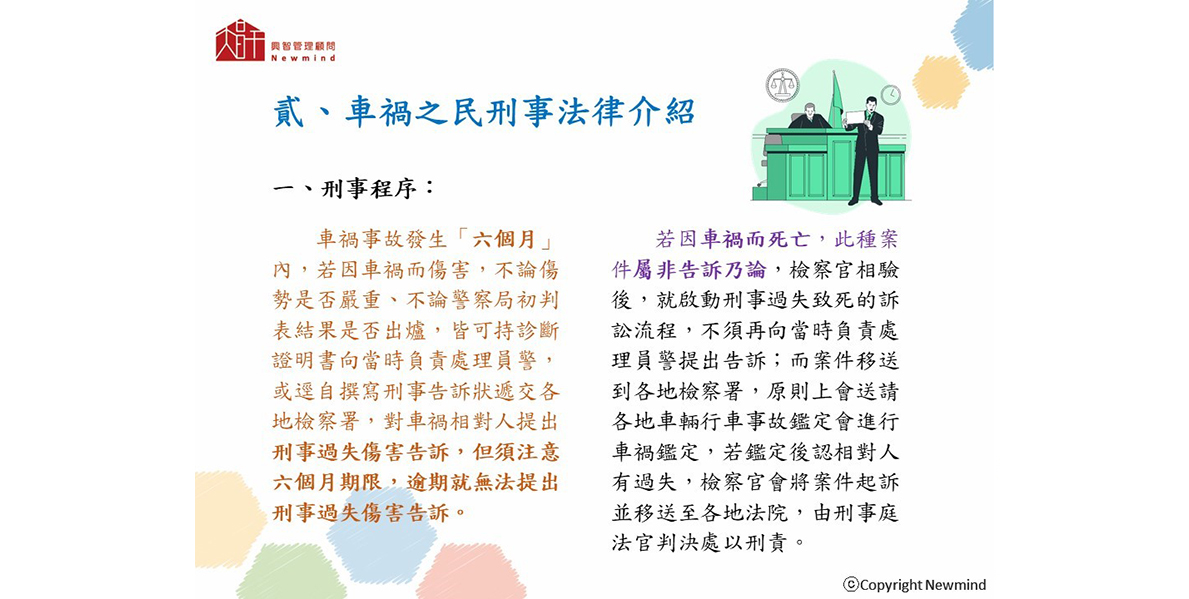 興智管理顧問
Newmind
貳、車禍之民刑事法律介紹
一、刑事程序：
車禍事故發生「六個月」
內，若因車禍而傷害，不論傷
勢是否嚴重、不論警察局初判
表結果是否出爐，皆可持診斷
證明書向當時負責處理員警，
或逕自撰寫刑事告訴狀遞交各
地檢察署，對車禍相對人提出
刑事過失傷害告訴，但須注意
六個月期限，逾期就無法提出
刑事過失傷害告訴。
若因車禍而死亡，此種案
件屬非告訴乃論，檢察官相驗
後，就啟動刑事過失致死的訴
訟流程，不須再向當時負責處
理員警提出告訴；而案件移送
到各地檢察署，原則上會送請
各地車輛行車事故鑑定會進行
車禍鑑定，若鑑定後認相對人
有過失，檢察官會將案件起訴
並移送至各地法院，由刑事庭
法官判決處以刑責。
ⓒCopyright Newmind